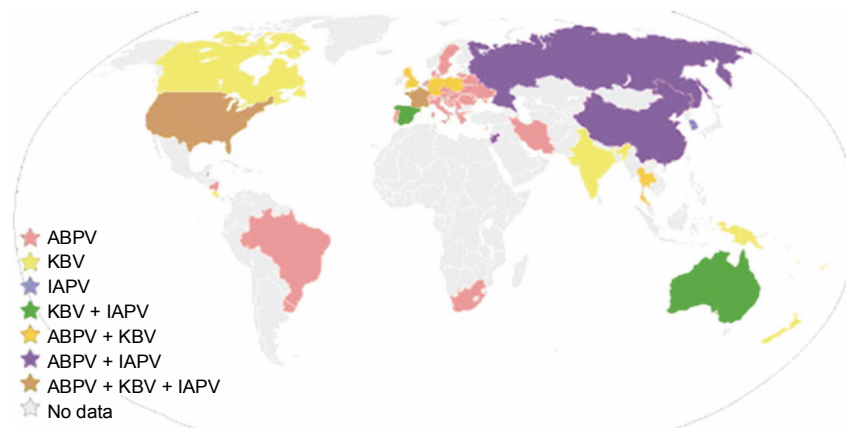 ABPV
KBV
IAPV
KBV + IAPV
ABPV + KBV
ABPV + IAPV
ABPV + KBV + IAPV
No data